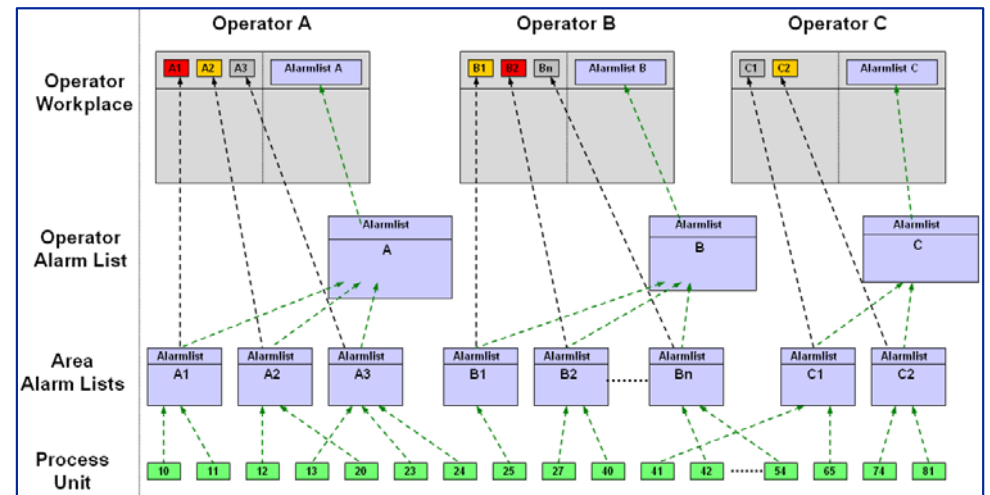 Operator A Operator B Operator C
Operator
Workplace
A1 A2 A3 Alarmlist A
B1 B2 Bn Alarmlist B
C1 C2 Alarmlist C
Operator
Alarm List
Alarmlist
A
Alarmlist
B
Alarmlist
C
Area
Alarm Lists
Alarmlist
A1
Alarmlist
A2
Alarmlist
A3
Alarmlist
B1
Alarmlist
B2
Alarmlist
Bn
Alarmlist
C1
Alarmlist
C2
Process
Unit
10 11 12 13 20 23 24 25 27 40 41 42 54 65 74 81